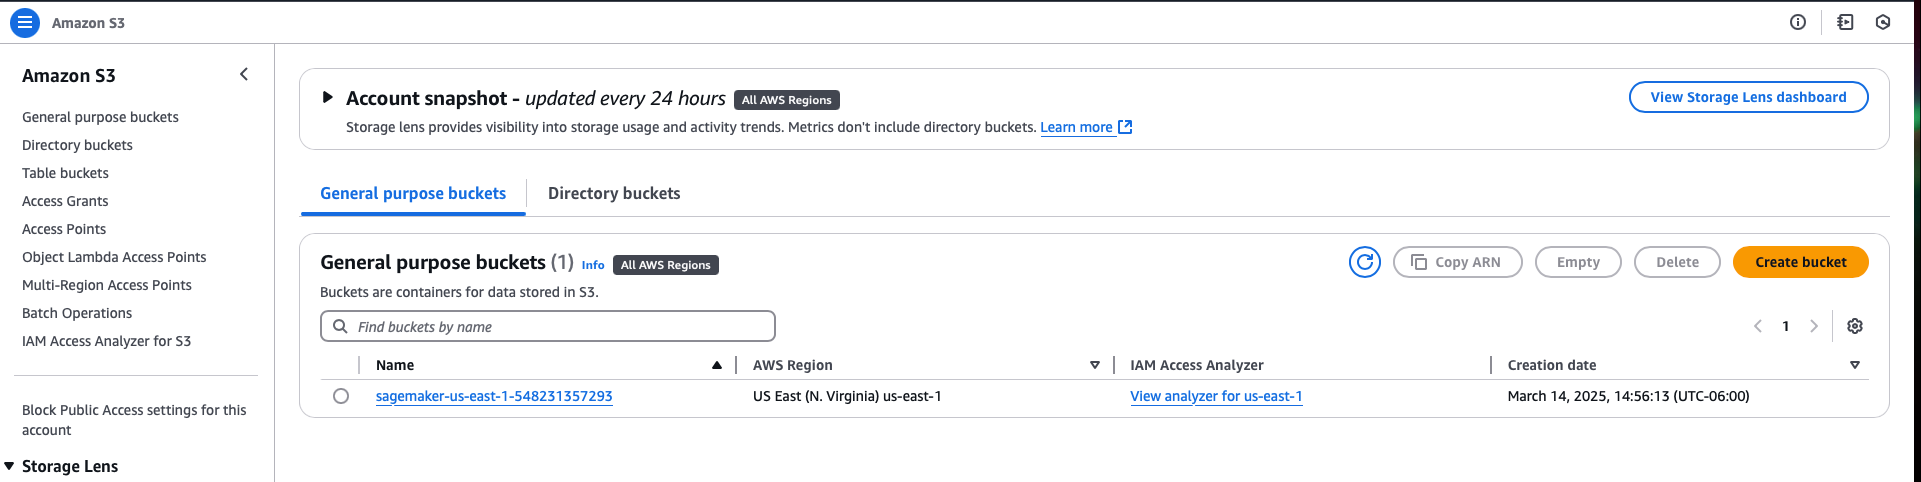 Amazon S3
Amazon S3
General purpose buckets
Directory buckets
Table buckets
Access Grants
Access Points
Object Lambda Access Points
Multi-Region Access Points
Batch Operations
IAM Access Analyzer for S3
Block Public Access settings for this
account
Storage Lens
Account snapshot - updated every 24 hours All AWS Regions
View Storage Lens dashboard
Storage lens provides visibility into storage usage and activity trends. Metrics don't include directory buckets. Learn more
General purpose buckets Directory buckets
General purpose buckets (1) Info All AWS Regions
Copy ARN Empty Delete Create bucket
Buckets are containers for data stored in S3.
Find buckets by name
1
Name AWS Region IAM Access Analyzer Creation date
sagemaker-us-east-1-548231357293 US East (N. Virginia) us-east-1 View analyzer for us-east-1 March 14, 2025, 14:56:13 (UTC-06:00)